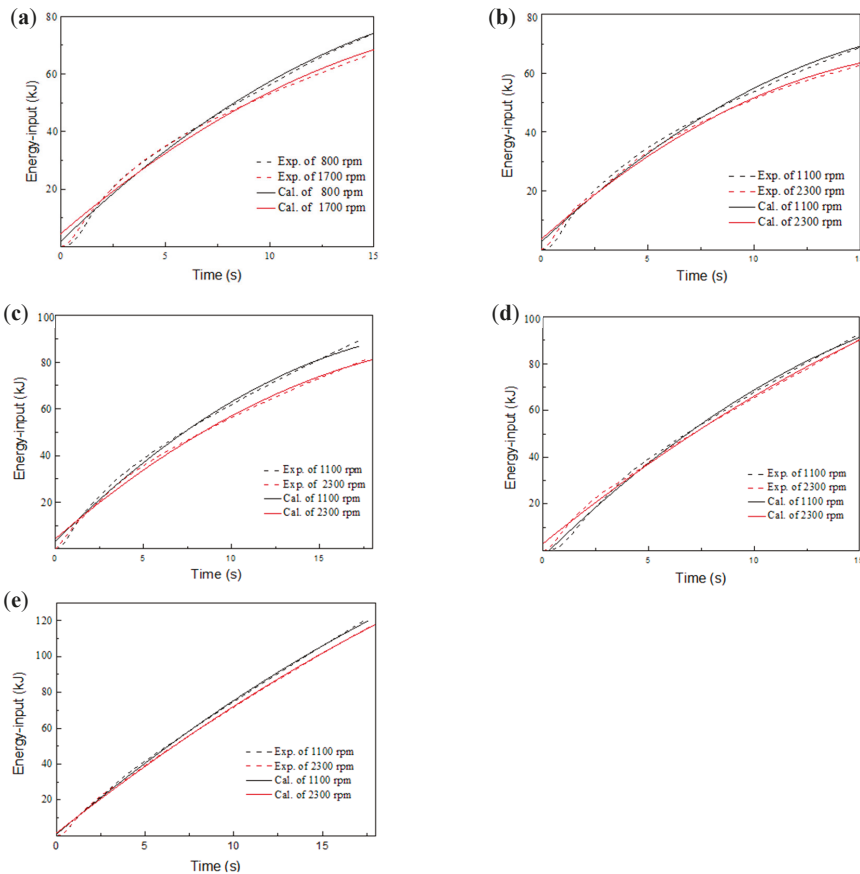 (a)
Energy-input (kJ)
80
60
40
20
Exp. of 800 rpm
Exp. of 1700 rpm
Cal. of 800 rpm
Cal. of 1700 rpm
0 5 10 15
Time (s)
(b)
Energy-input (kJ)
80
60
40
20
Exp. of 1100 rpm
Exp. of 2300 rpm
Cal. of 1100 rpm
Cal. of 2300 rpm
0 5 10 15
Time (s)
(c)
Energy-input (kJ)
100
80
60
40
20
Exp. of 1100 rpm
Exp. of 2300 rpm
Cal. of 1100 rpm
Cal. of 2300 rpm
0 5 10 15
Time (s)
(d)
Energy-input (kJ)
100
80
60
40
20
Exp. of 1100 rpm
Exp. of 2300 rpm
Cal. of 1100 rpm
Cal. of 2300 rpm
0 5 10 15
Time (s)
(e)
Energy-input (kJ)
120
100
80
60
40
20
Exp. of 1100 rpm
Exp. of 2300 rpm
Cal. of 1100 rpm
Cal. of 2300 rpm
0 5 10 15
Time (s)